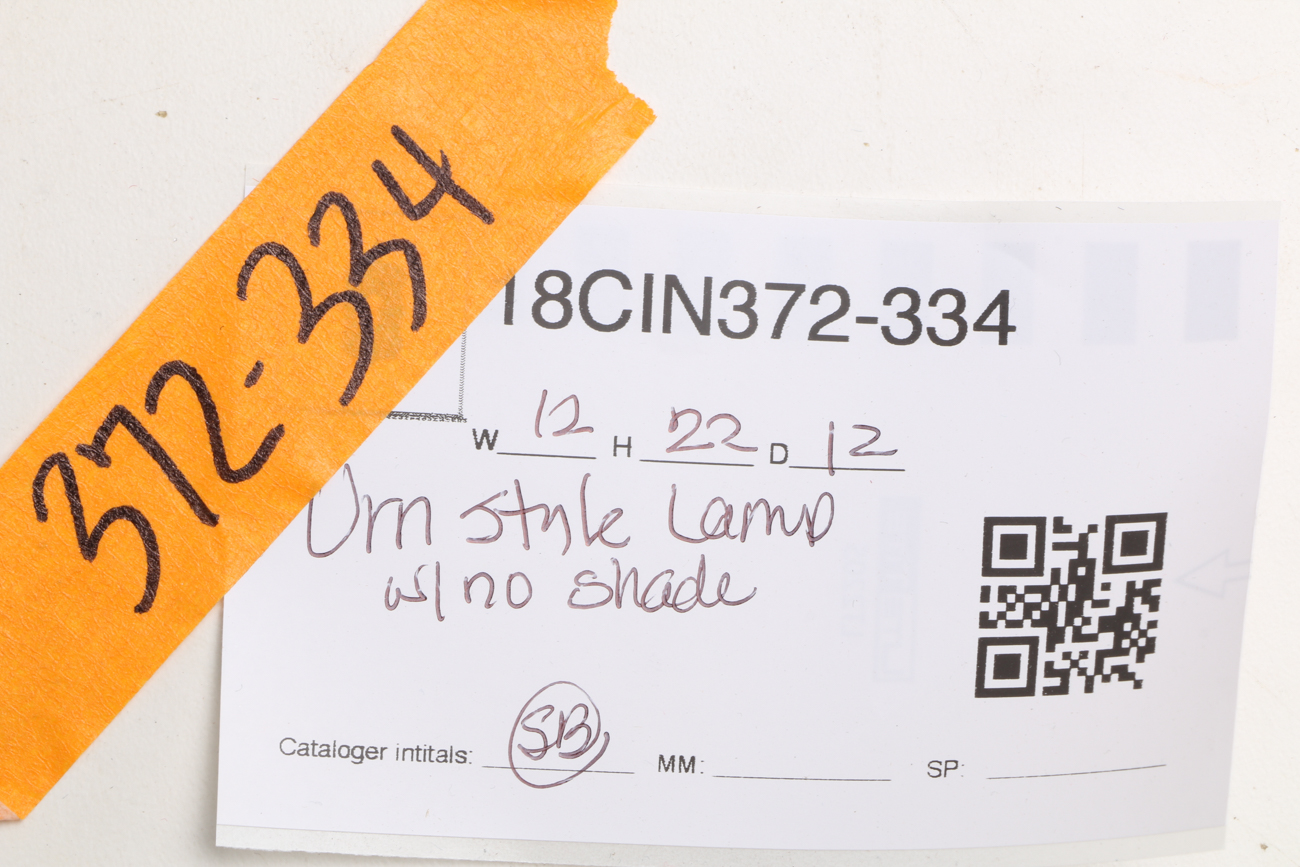 372-334
18CIN372-334
W 12 H 22 D 12
Urn style Lamp
w/ no shade
Cataloger intitals: SB MM: SP: